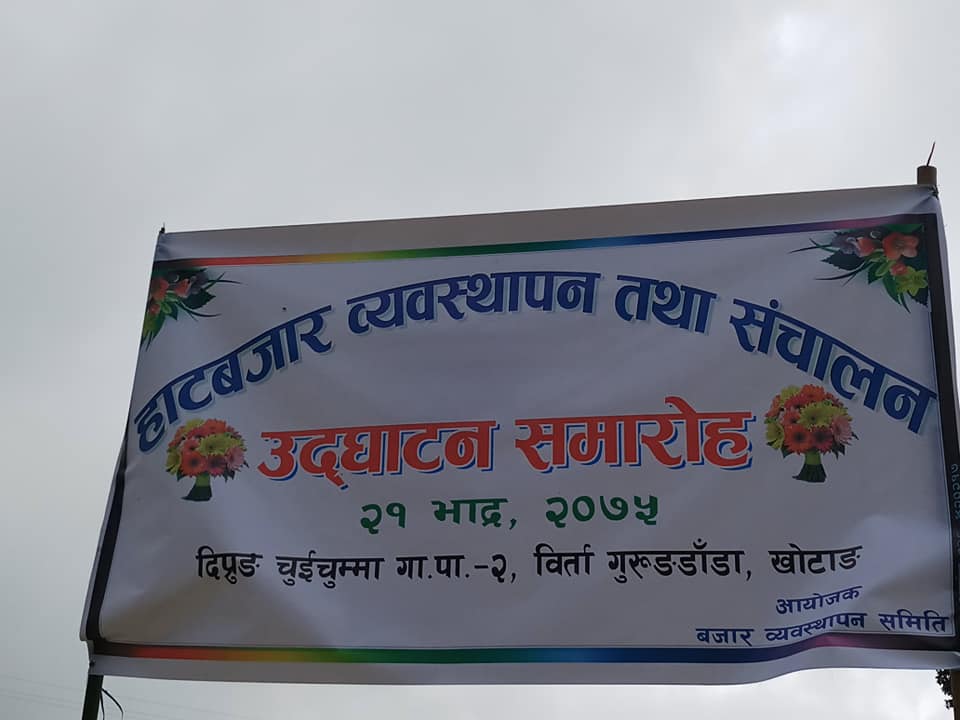 हाटबजार व्यवस्थापन तथा संचालन
उद्घाटन समारोह
२१ भाद्र, २०७५
दिप्रुङ चुईचुम्मा गा.पा.-२, विर्ता गुरूङडाँडा, खोटाङ
आयोजक
बजार व्यवस्थापन समिति